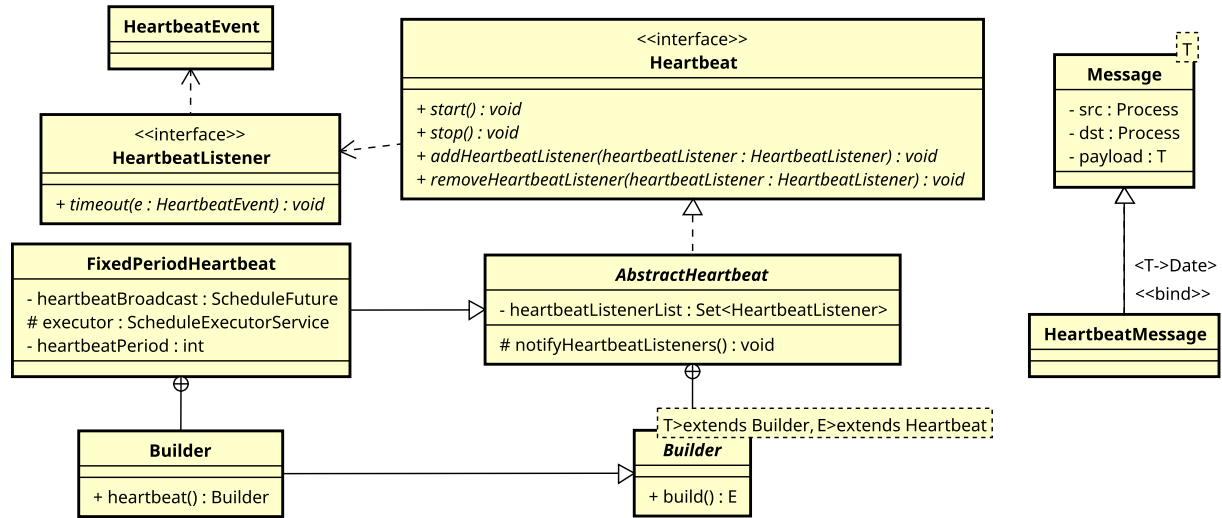 HeartbeatEvent
<<interface>>
HeartbeatListener
+ timeout(e : HeartbeatEvent) : void
<<interface>>
Heartbeat
+ start() : void
+ stop() : void
+ addHeartbeatListener(heartbeatListener : HeartbeatListener) : void
+ removeHeartbeatListener(heartbeatListener : HeartbeatListener) : void
T
Message
- src : Process
- dst : Process
- payload : T
FixedPeriodHeartbeat
- heartbeatBroadcast : ScheduleFuture
# executor : ScheduleExecutorService
- heartbeatPeriod : int
AbstractHeartbeat
- heartbeatListenerList : Set<HeartbeatListener>
# notifyHeartbeatListeners() : void
<T->Date>
<<bind>>
HeartbeatMessage
Builder
+ heartbeat() : Builder
T>extends Builder, E>extends Heartbeat
Builder
+ build() : E